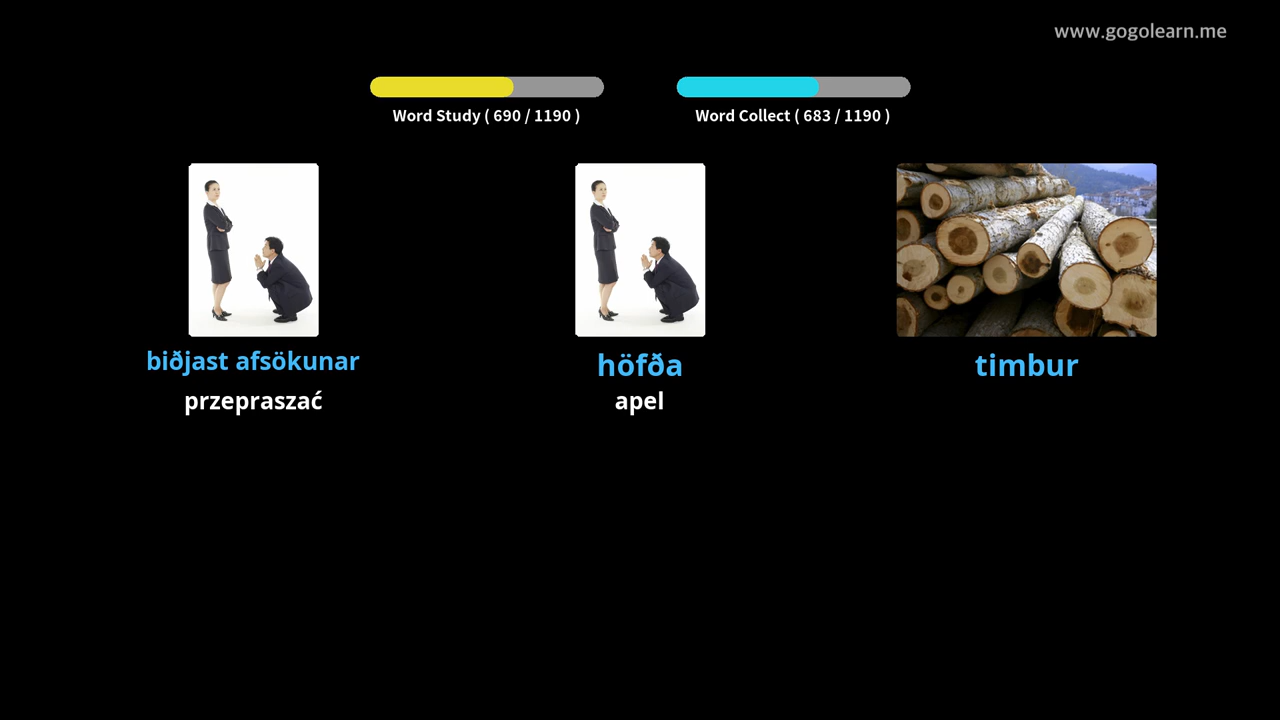 www.gogolearn.me
Word Study ( 690 / 1190 )
Word Collect ( 683 / 1190 )
biðjast afsökunar
przepraszać
höfða
apel
timbur